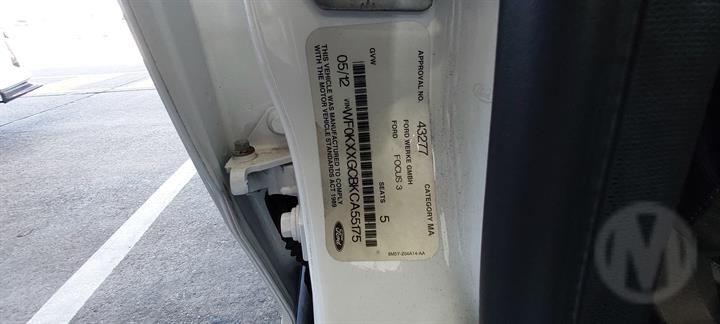 APPROVAL NO. 43277 CATEGORY MA
FORD WERKE GMBH
FORD FOCUS 3
GVW SEATS 5
05/12 VIN WF0KXXGCBKCA55175
THIS VEHICLE WAS MANUFACTURED TO COMPLY
WITH THE MOTOR VEHICLE STANDARDS ACT 1989
Ford